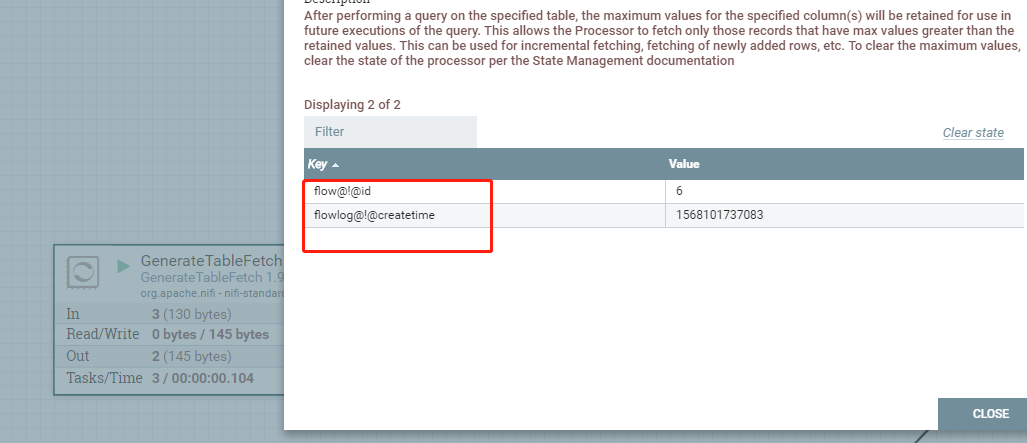 Description
After performing a query on the specified table, the maximum values for the specified column(s) will be retained for use in
future executions of the query. This allows the Processor to fetch only those records that have max values greater than the
retained values. This can be used for incremental fetching, fetching of newly added rows, etc. To clear the maximum values,
clear the state of the processor per the State Management documentation
Displaying 2 of 2
Filter
Clear state
Key Value
flow@!@id 6
flowlog@!@createtime 1568101737083
GenerateTableFetch
GenerateTableFetch 1.9
org.apache.nifi - nifi-standar
In 3 (130 bytes)
Read/Write 0 bytes / 145 bytes
Out 2 (145 bytes)
Tasks/Time 3 / 00:00:00.104
CLOSE